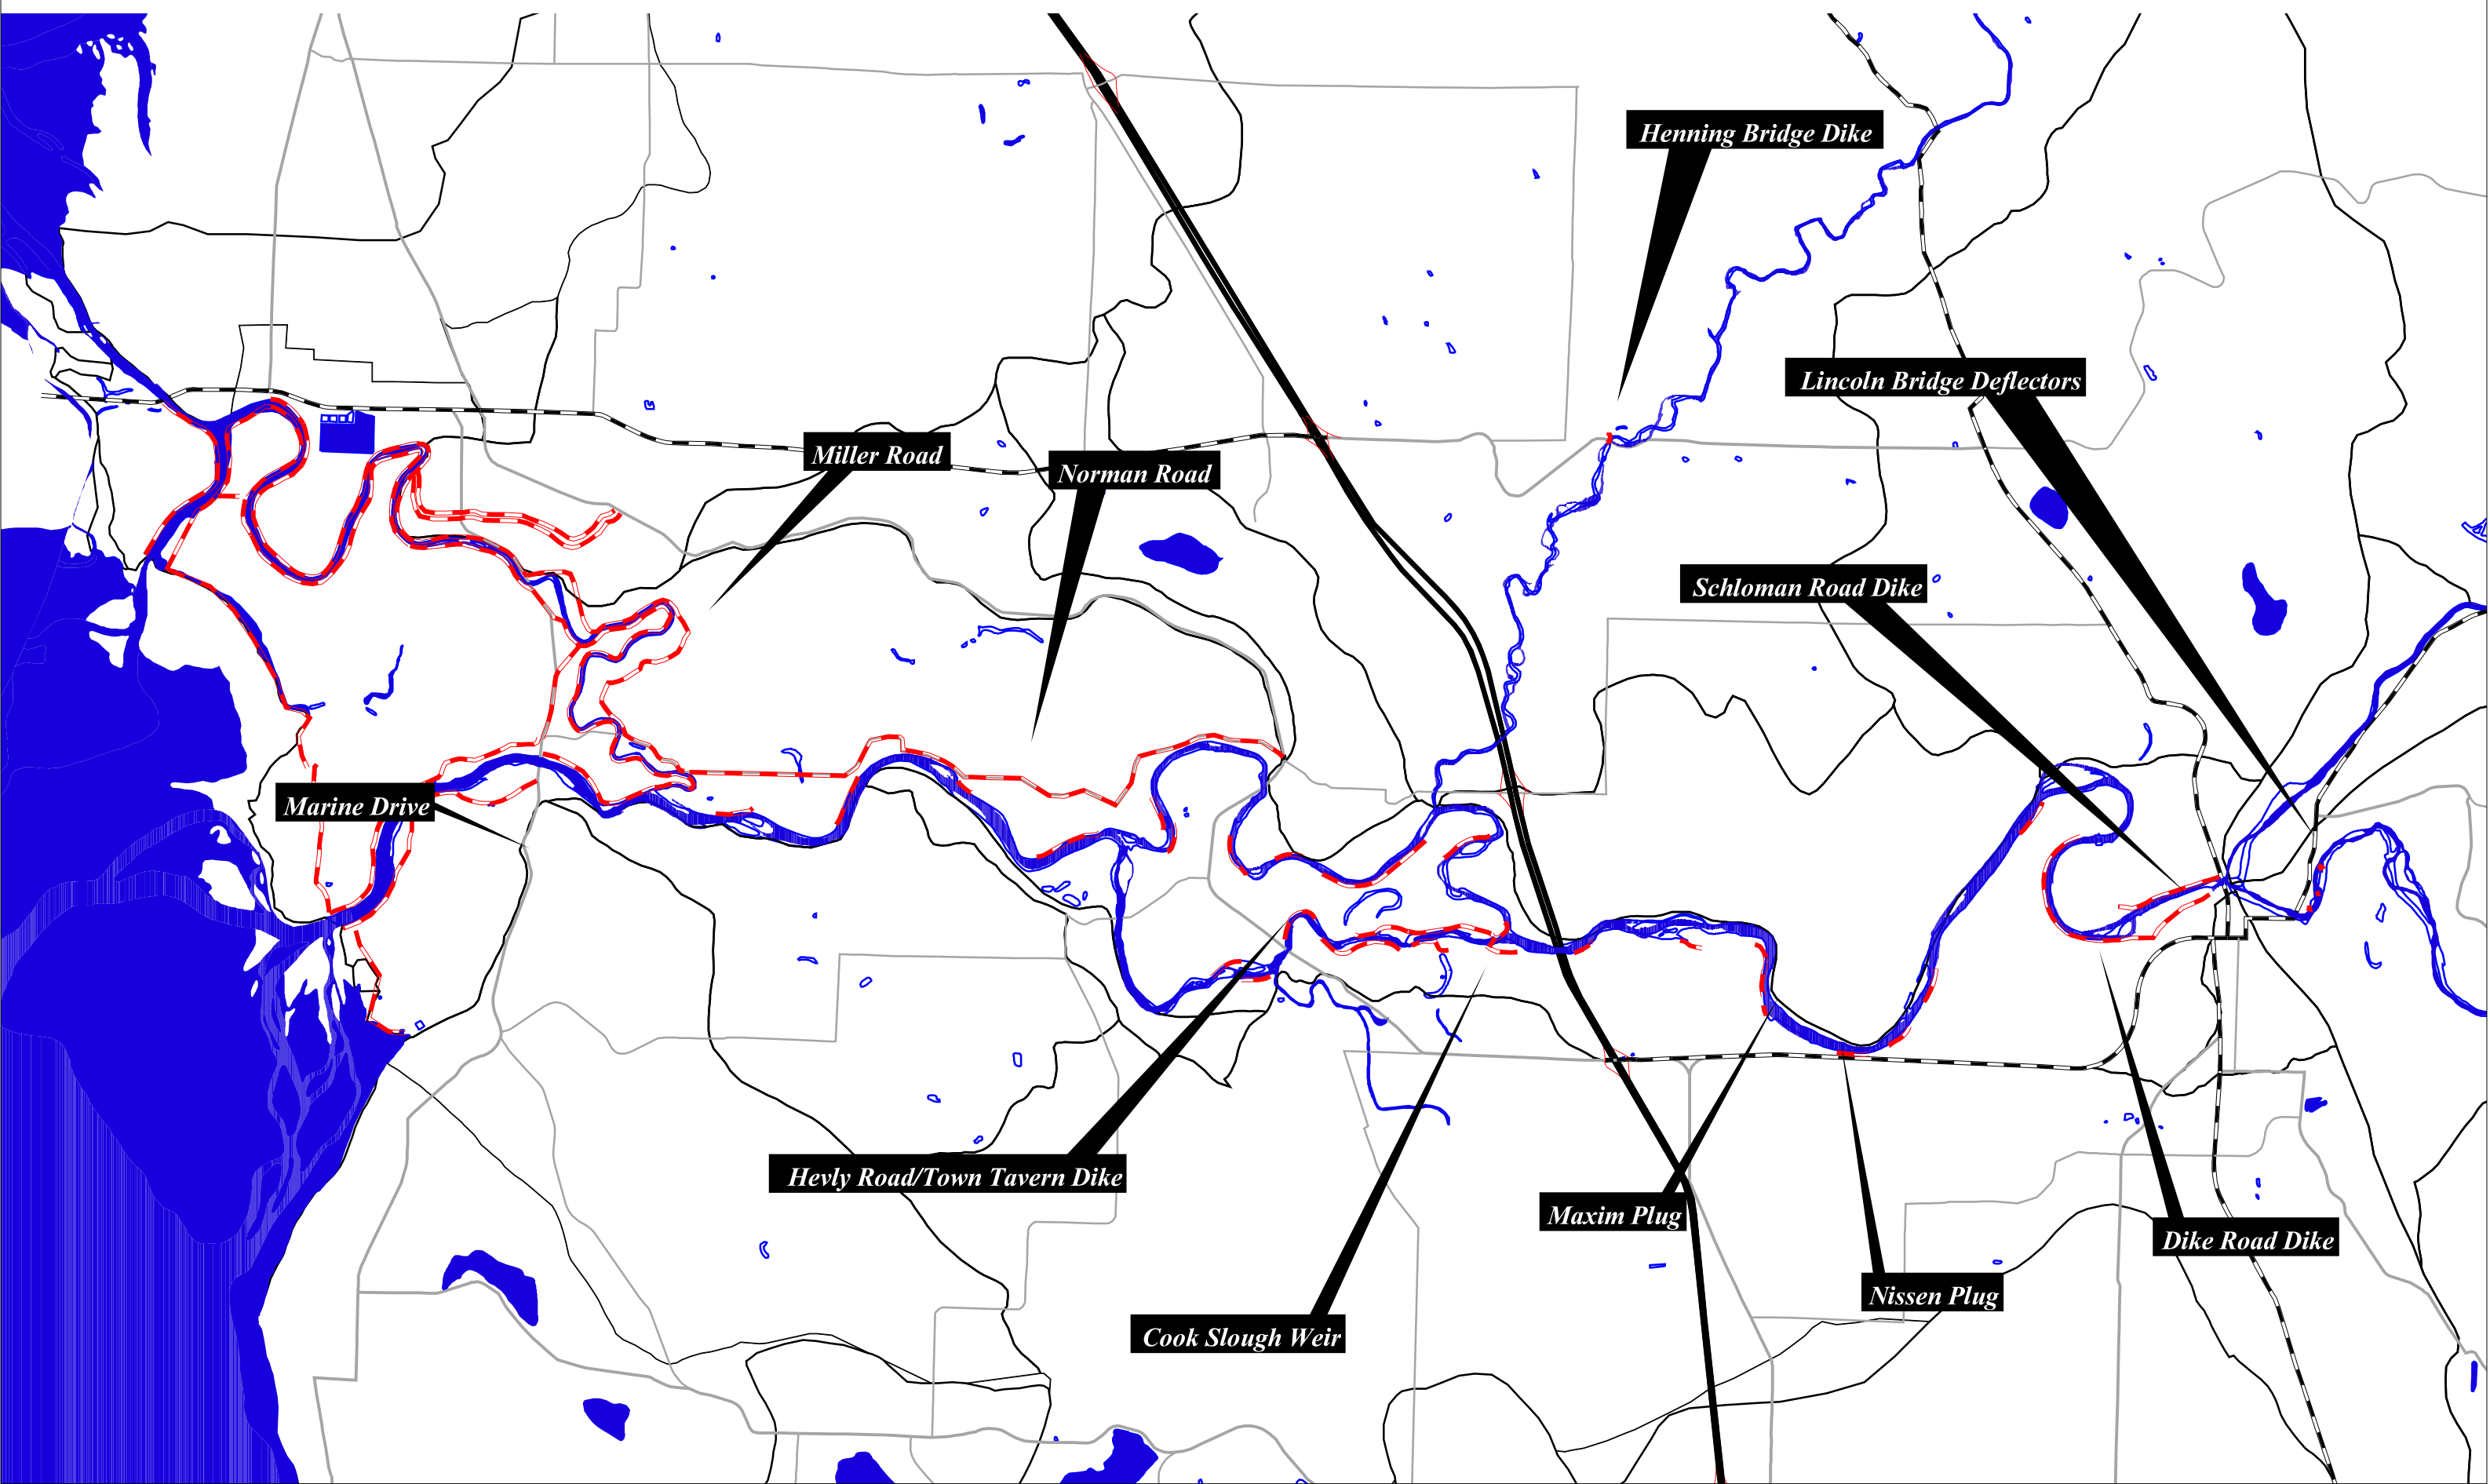 Henning Bridge Dike
Lincoln Bridge Deflectors
Miller Road
Norman Road
Schloman Road Dike
Marine Drive
Hevly Road/Town Tavern Dike
Maxim Plug
Dike Road Dike
Nissen Plug
Cook Slough Weir